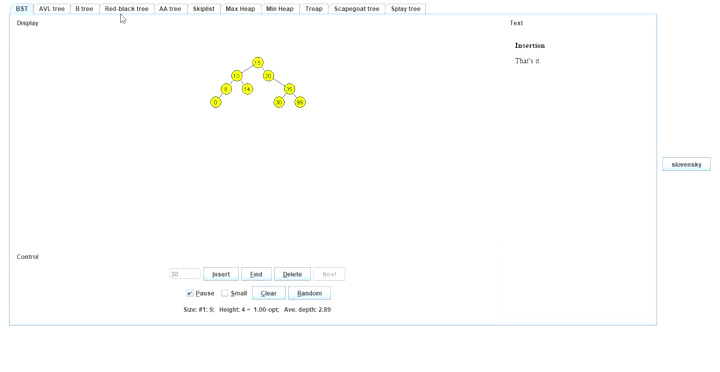 BST AVL tree B tree Red-black tree AA tree Skiplist Max Heap Min Heap Treap Scapegoat tree Splay tree
Display
Text
Insertion
That's it.
15
10 20
8 14 35
0 30 99
slovensky
Control
30 Insert Find Delete Next
Pause Small Clear Random
Size: #1: 9; Height: 4 = 1.00-opt; Ave. depth: 2.89